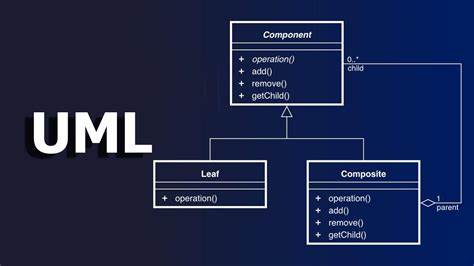 UML
Component
+ operation()
+ add()
+ remove()
+ getChild()
0..*
child
Leaf
+ operation()
Composite
+ operation()
+ add()
+ remove()
+ getChild()
1
parent